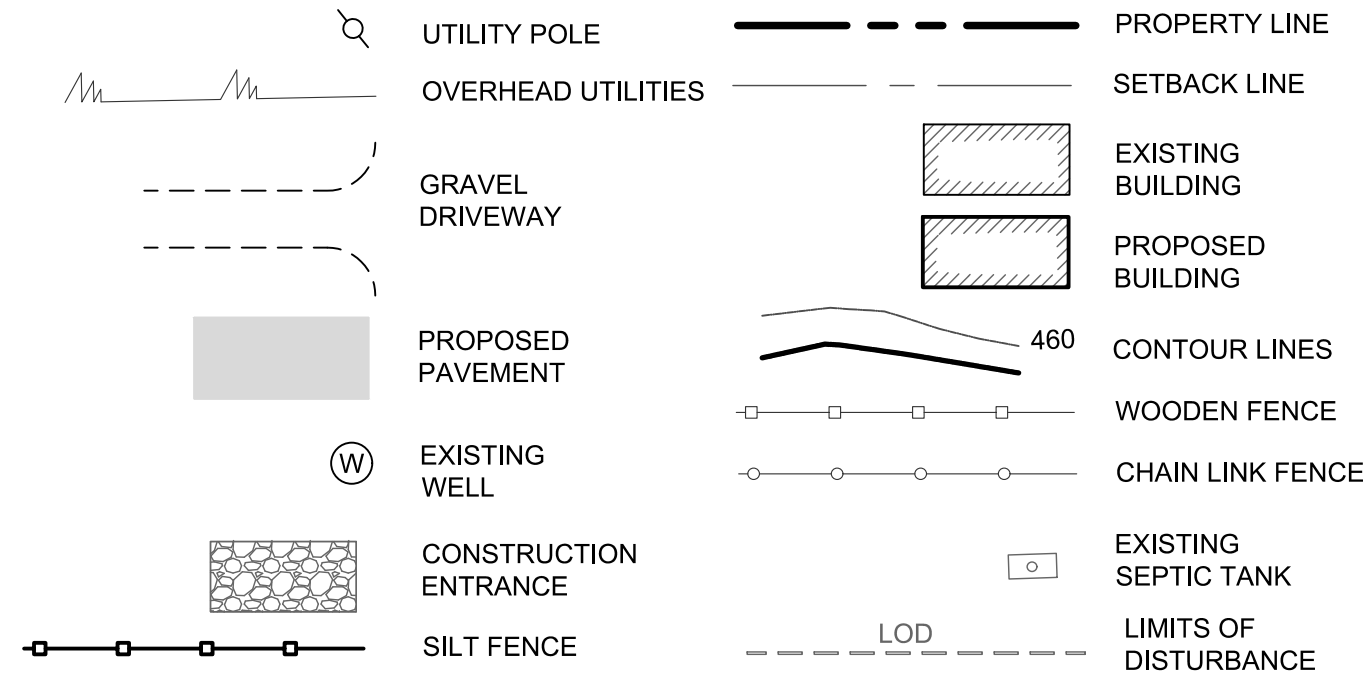 UTILITY POLE
OVERHEAD UTILITIES
GRAVEL
DRIVEWAY
PROPOSED
PAVEMENT
W
EXISTING
WELL
CONSTRUCTION
ENTRANCE
SILT FENCE
PROPERTY LINE
SETBACK LINE
EXISTING
BUILDING
PROPOSED
BUILDING
460
CONTOUR LINES
WOODEN FENCE
CHAIN LINK FENCE
EXISTING
SEPTIC TANK
LOD
LIMITS OF
DISTURBANCE